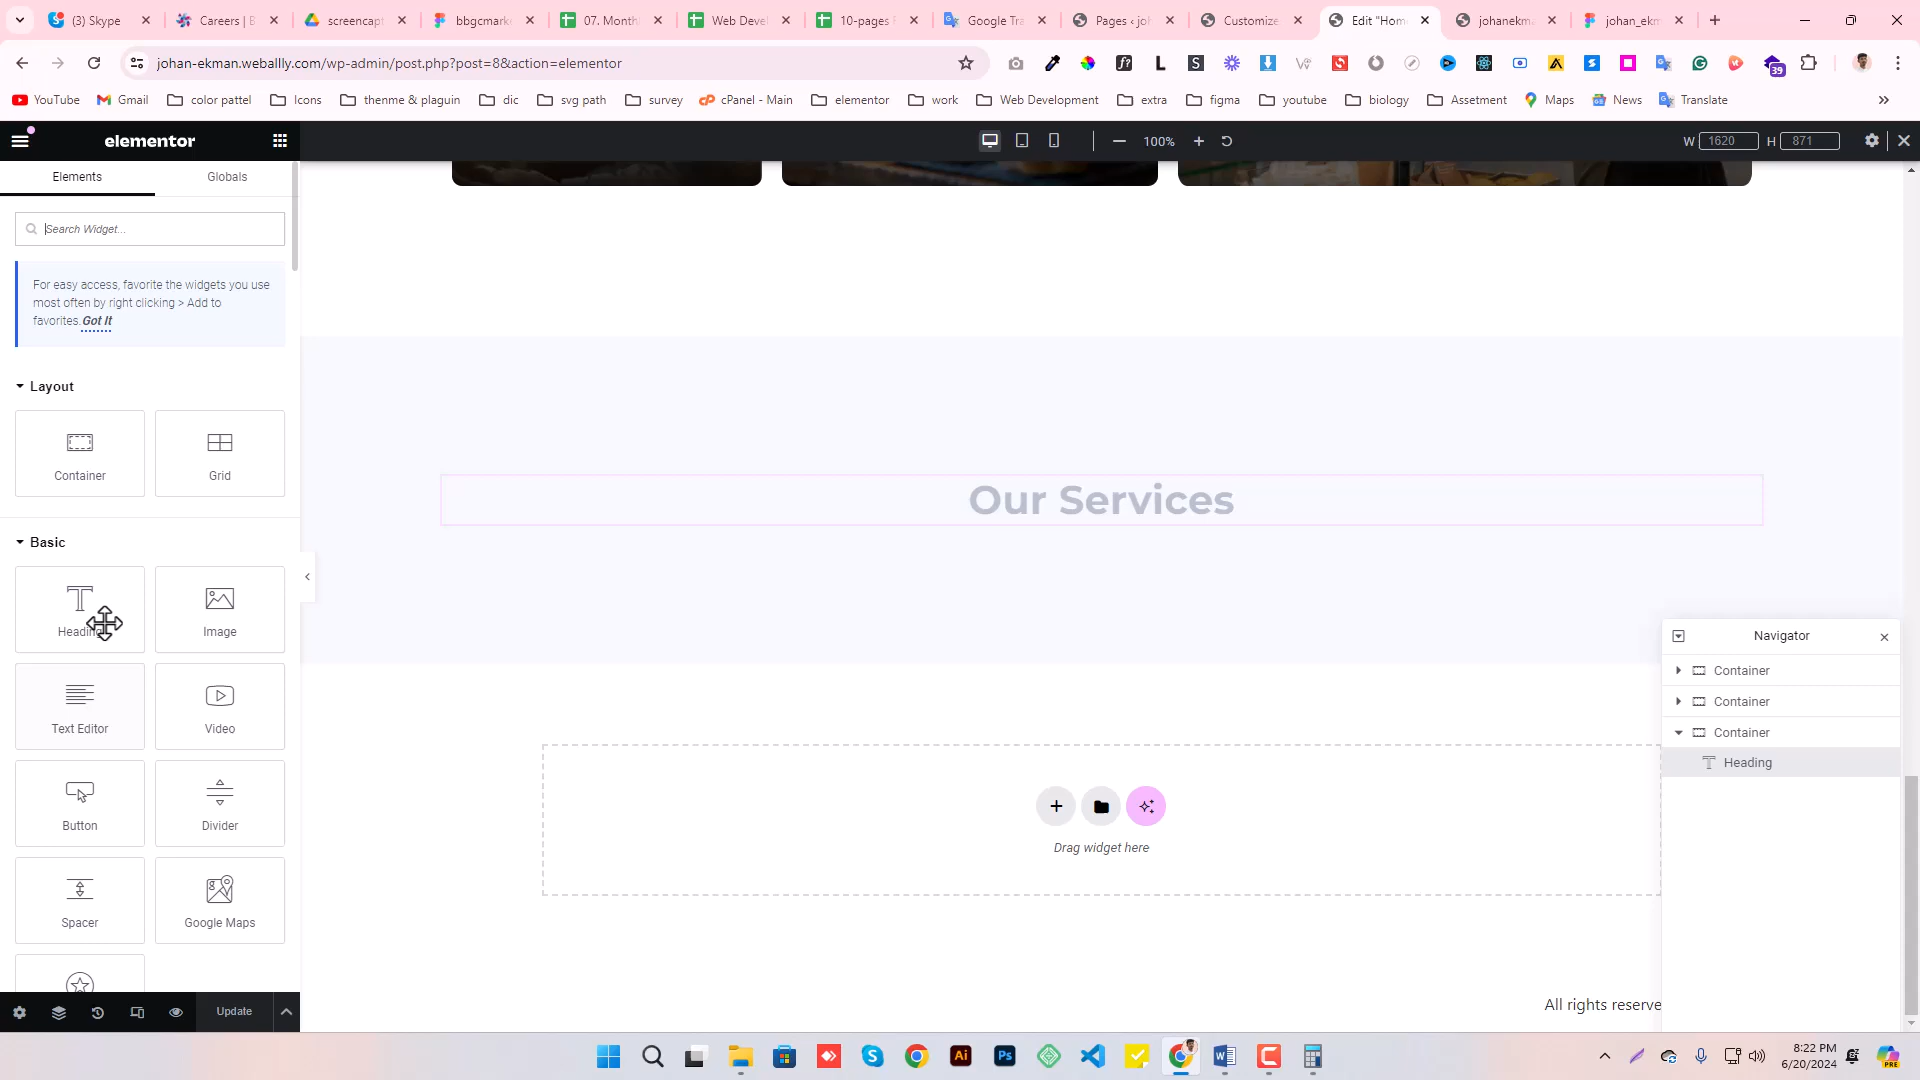 (3) Skype
Careers | B
screencap
bbgcmarke
07. Month
Web Devel
10-pages
Google Tra
Pages ‹ joh
Customize
Edit "Hom
johanekma
johan_ekm
johan-ekman.weballly.com/wp-admin/post.php?post=8&action=elementor
39
YouTube
Gmail
color pattel
Icons
thenme & plaguin
dic
svg path
survey
cPanel - Main
elementor
work
Web Development
extra
figma
youtube
biology
Assetment
Maps
News
Translate
elementor
100%
W 1620
H 871
Elements
Globals
Search Widget...
For easy access, favorite the widgets you use
most often by right clicking > Add to
favorites. Got It
Layout
Container
Grid
Basic
Heading
Image
Text Editor
Video
Button
Divider
Spacer
Google Maps
Update
Our Services
Drag widget here
All rights reserve
Navigator
Container
Container
Container
Heading
8:22 PM
6/20/2024